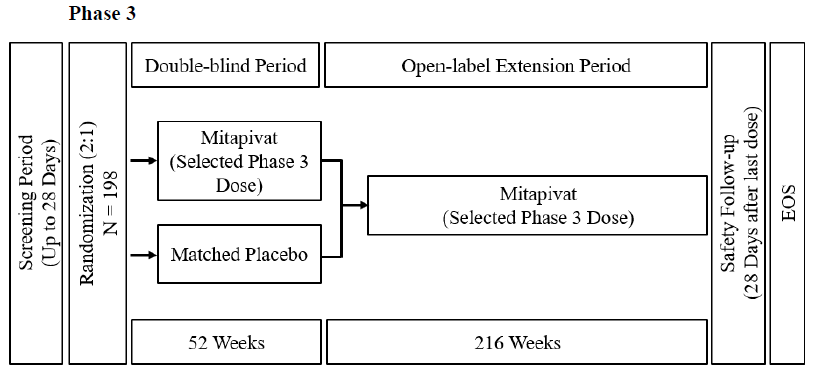 Phase 3
Screening Period
(Up to 28 Days)
Randomization (2:1)
N = 198
Double-blind Period
Open-label Extension Period
Mitapivat
(Selected Phase 3
Dose)
Matched Placebo
Mitapivat
(Selected Phase 3 Dose)
52 Weeks
216 Weeks
Safety Follow-up
(28 Days after last dose)
EOS